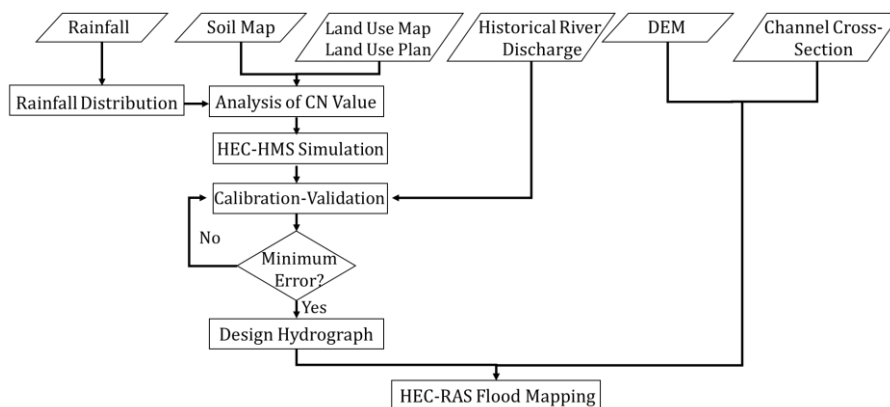 Rainfall
Soil Map
Land Use Map
Land Use Plan
Historical River
Discharge
DEM
Channel Cross-
Section
Rainfall Distribution
Analysis of CN Value
HEC-HMS Simulation
Calibration-Validation
No
Minimum
Error?
Yes
Design Hydrograph
HEC-RAS Flood Mapping